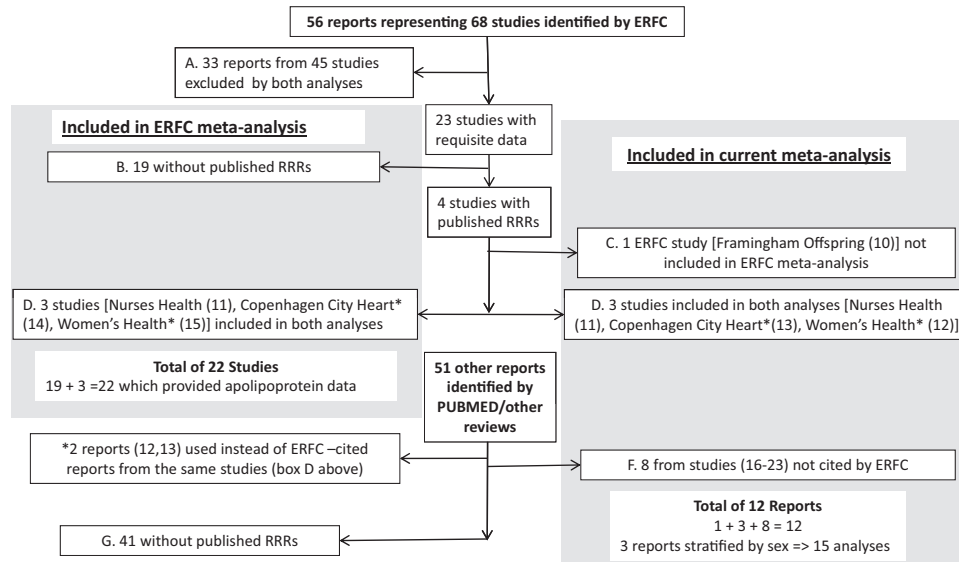 56 reports representing 68 studies identified by ERFC
A. 33 reports from 45 studies
excluded by both analyses
Included in ERFC meta-analysis
23 studies with
requisite data
Included in current meta-analysis
B. 19 without published RRRs
4 studies with
published RRRs
C. 1 ERFC study [Framingham Offspring (10)] not
included in ERFC meta-analysis
D. 3 studies [Nurses Health (11), Copenhagen City Heart*
(14), Women's Health* (15)] included in both analyses
D. 3 studies included in both analyses [Nurses Health
(11), Copenhagen City Heart*(13), Women's Health* (12)]
Total of 22 Studies
19 + 3 =22 which provided apolipoprotein data
51 other reports
identified by
PUBMED/other
reviews
*2 reports (12,13) used instead of ERFC –cited
reports from the same studies (box D above)
F. 8 from studies (16-23) not cited by ERFC
Total of 12 Reports
1 + 3 + 8 = 12
3 reports stratified by sex => 15 analyses
G. 41 without published RRRs